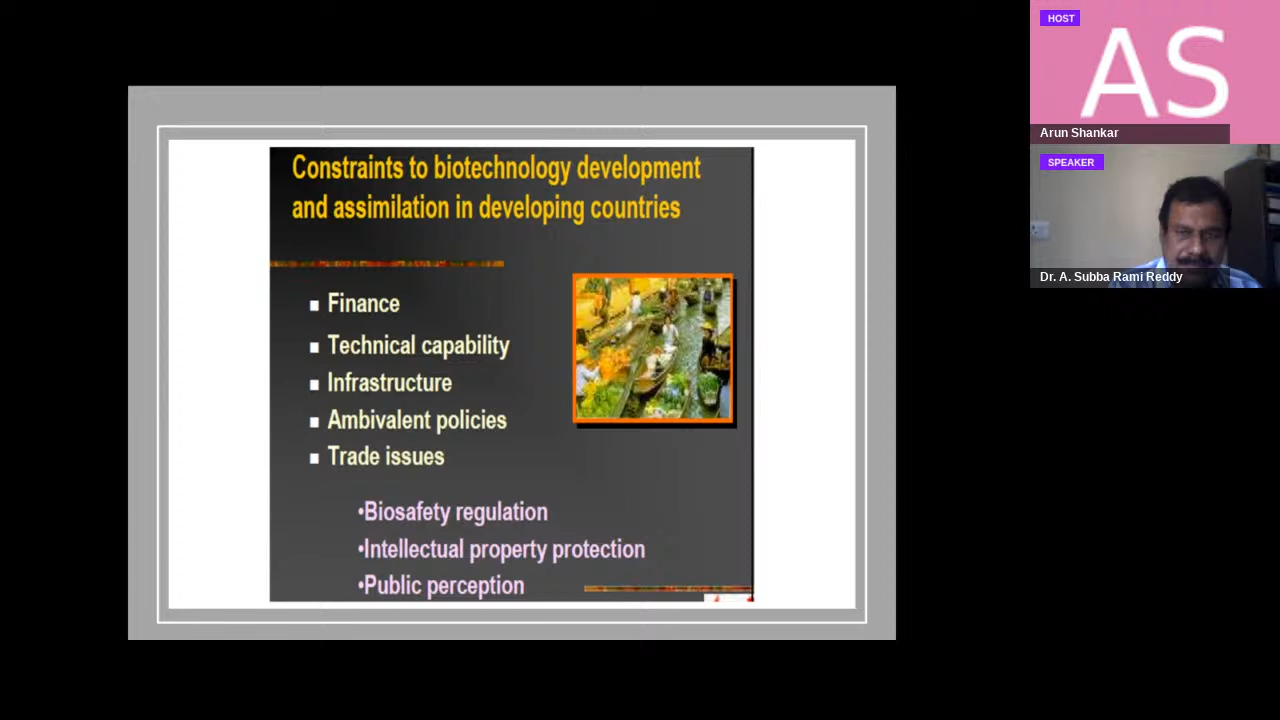 Constraints to biotechnology development
and assimilation in developing countries
▪ Finance
▪ Technical capability
▪ Infrastructure
▪ Ambivalent policies
▪ Trade issues
•Biosafety regulation
•Intellectual property protection
•Public perception
HOST
AS
Arun Shankar
SPEAKER
Dr. A. Subba Rami Reddy